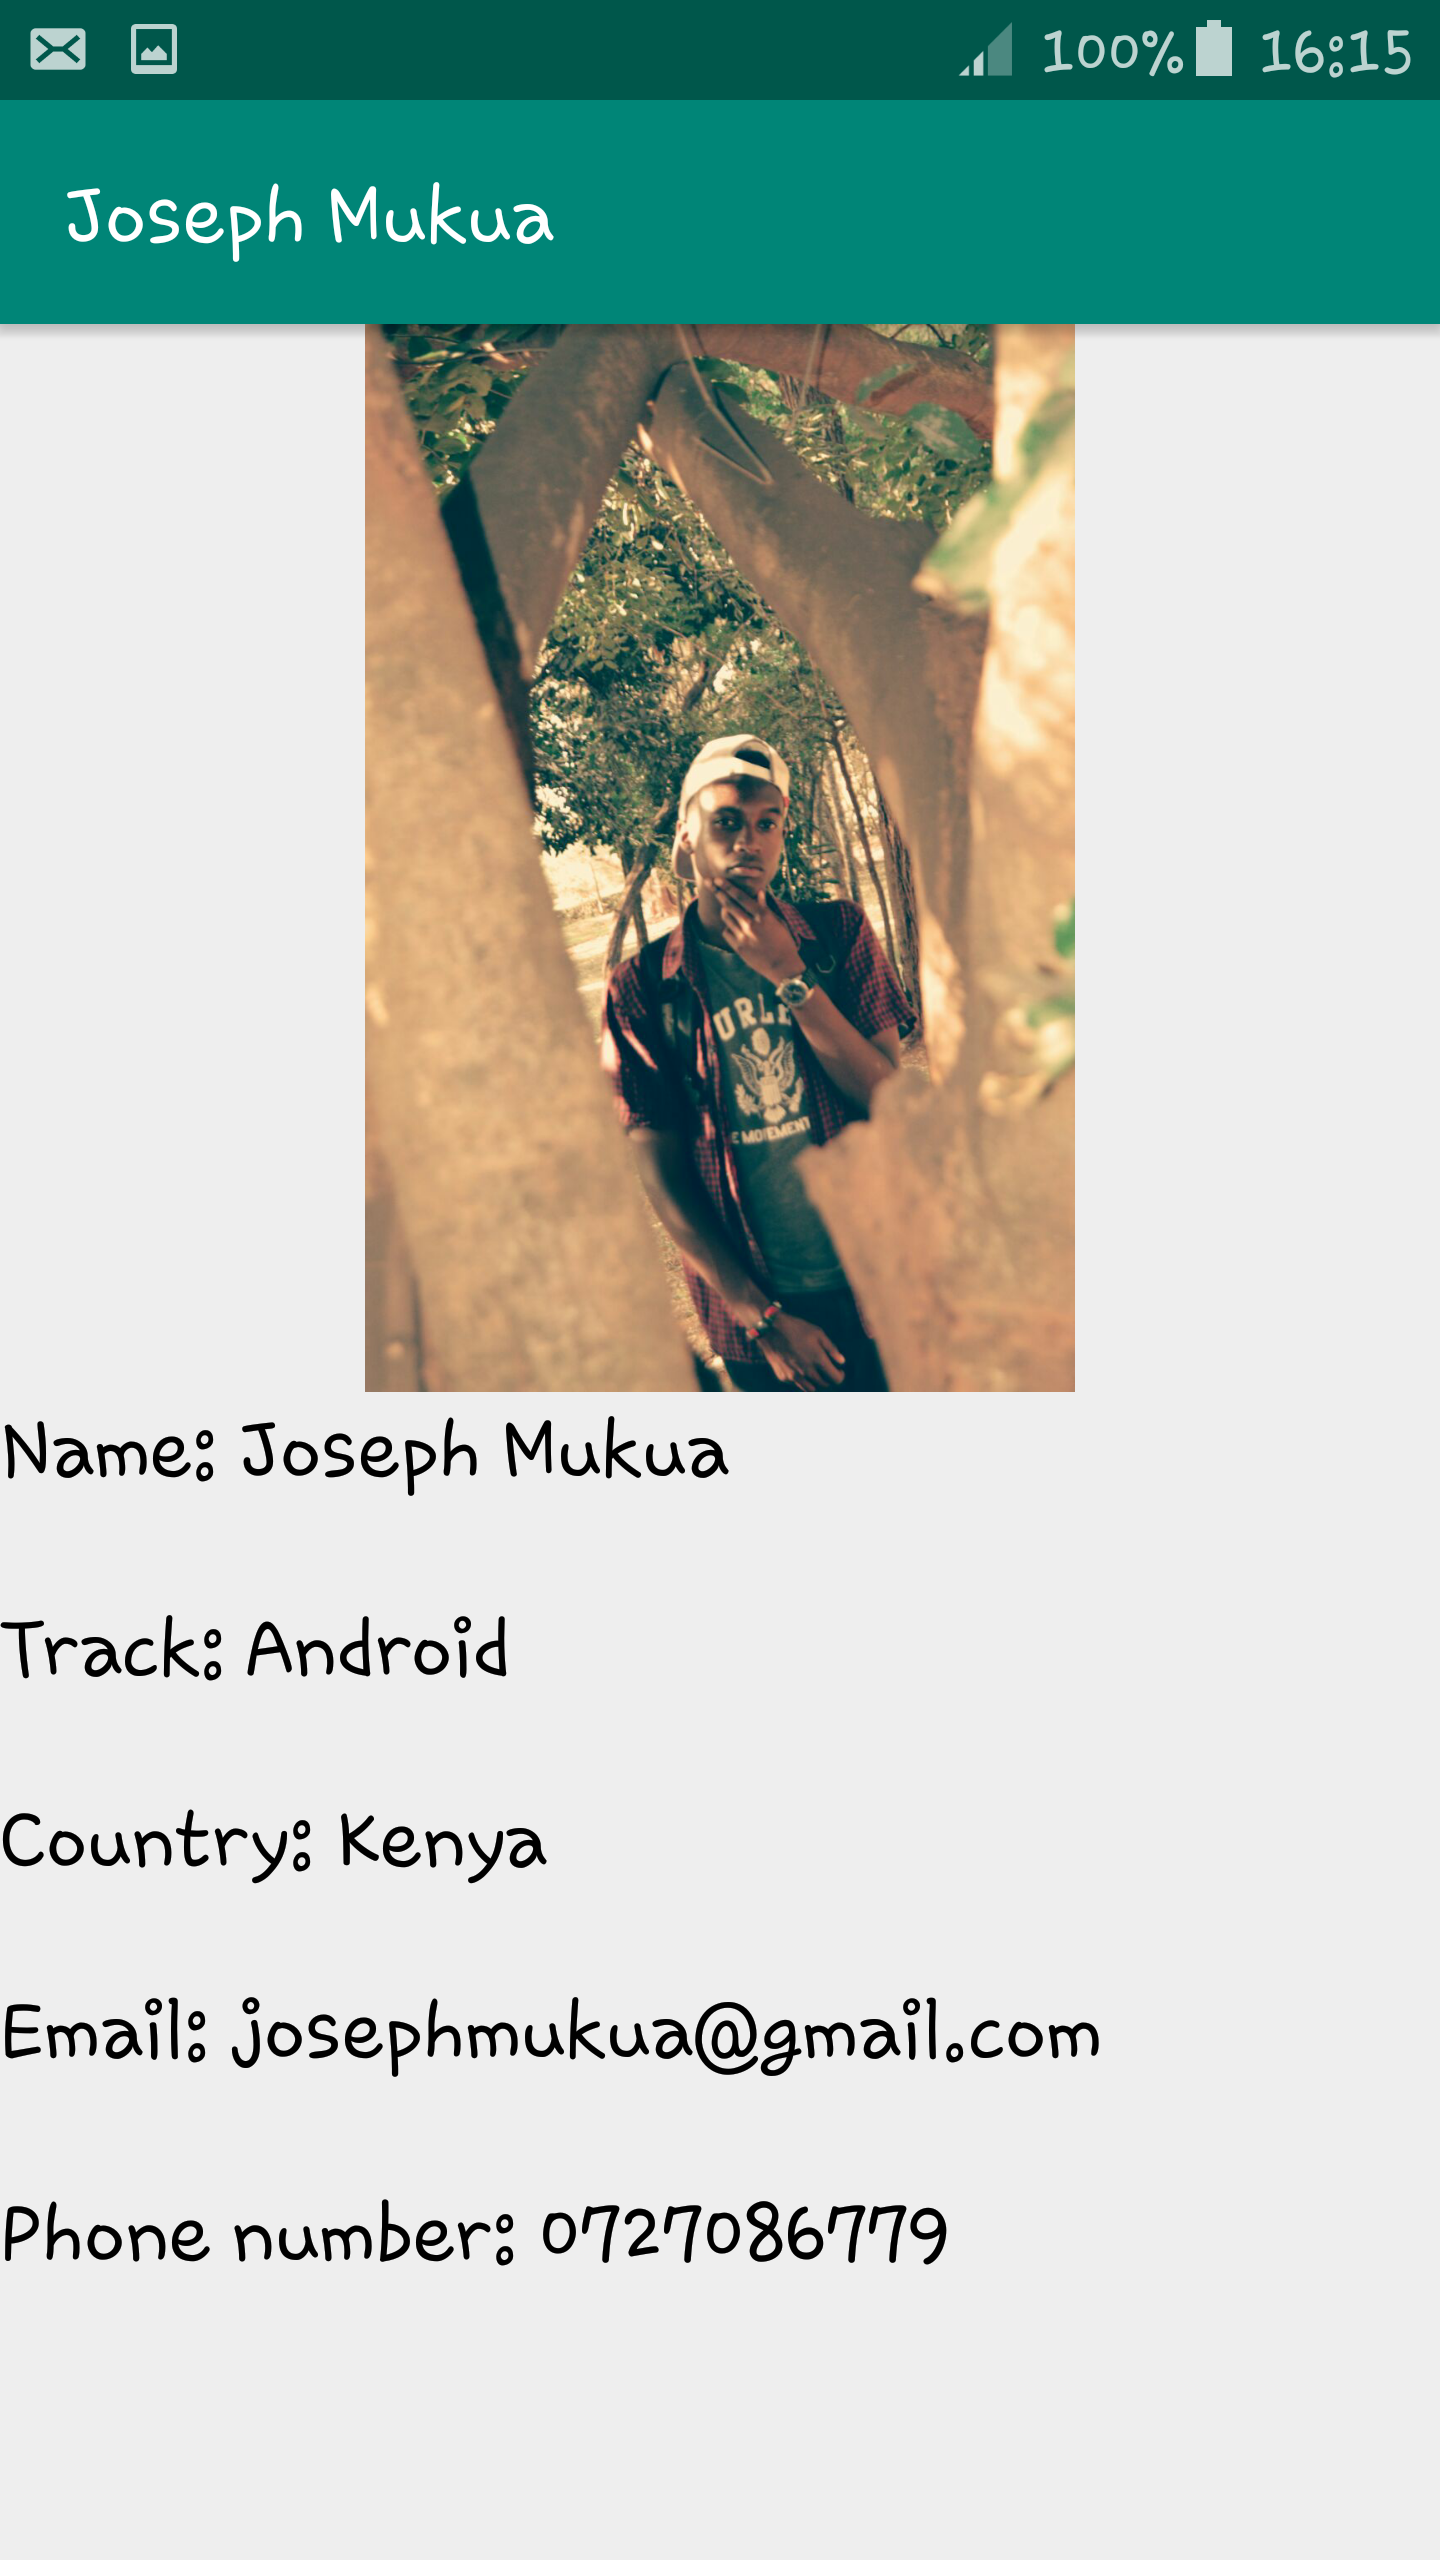 100% 16:15
Joseph Mukua
URLE
E MOVEMENT
Name: Joseph Mukua
Track: Android
Country: Kenya
Email: josephmukua@gmail.com
Phone number: 0727086779